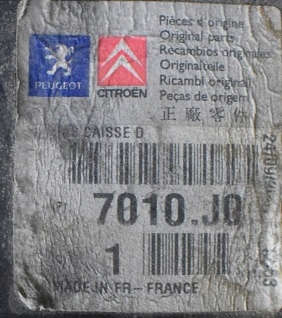 Pièces d'origine
Original parts
Recambios originales
Originalteile
Ricambi originali
Peças de origem
正廠零件
PEUGEOT
CITROËN
CAISSE D
7010.J0
1
MADE IN FR- FRANCE